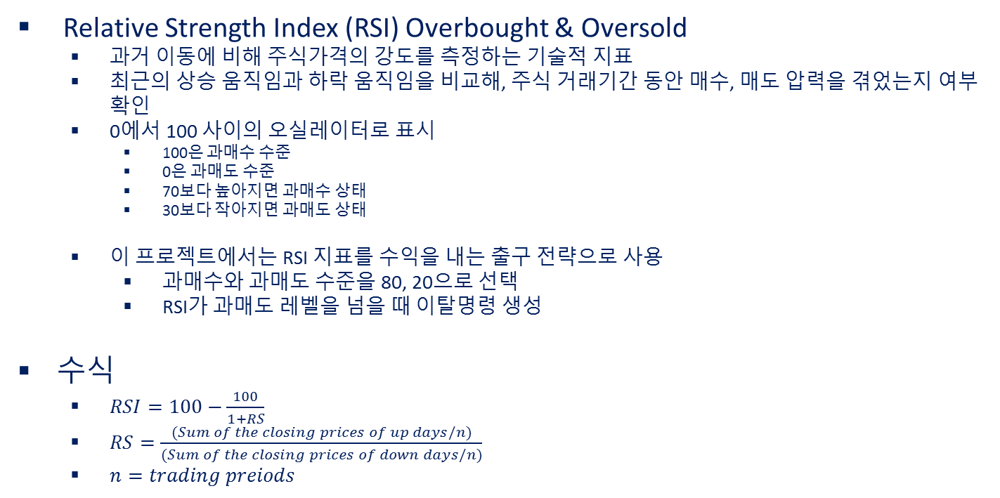 ▪ Relative Strength Index (RSI) Overbought & Oversold
▪ 과거 이동에 비해 주식가격의 강도를 측정하는 기술적 지표
▪ 최근의 상승 움직임과 하락 움직임을 비교해, 주식 거래기간 동안 매수, 매도 압력을 겪었는지 여부
확인
▪ 0에서 100 사이의 오실레이터로 표시
▪ 100은 과매수 수준
▪ 0은 과매도 수준
▪ 70보다 높아지면 과매수 상태
▪ 30보다 작아지면 과매도 상태
▪ 이 프로젝트에서는 RSI 지표를 수익을 내는 출구 전략으로 사용
▪ 과매수와 과매도 수준을 80, 20으로 선택
▪ RSI가 과매도 레벨을 넘을 때 이탈명령 생성
▪ 수식
▪ RSI = 100 − 100/(1+RS)
▪ RS = (Sum of the closing prices of up days/n) / (Sum of the closing prices of down days/n)
▪ n = trading preiods